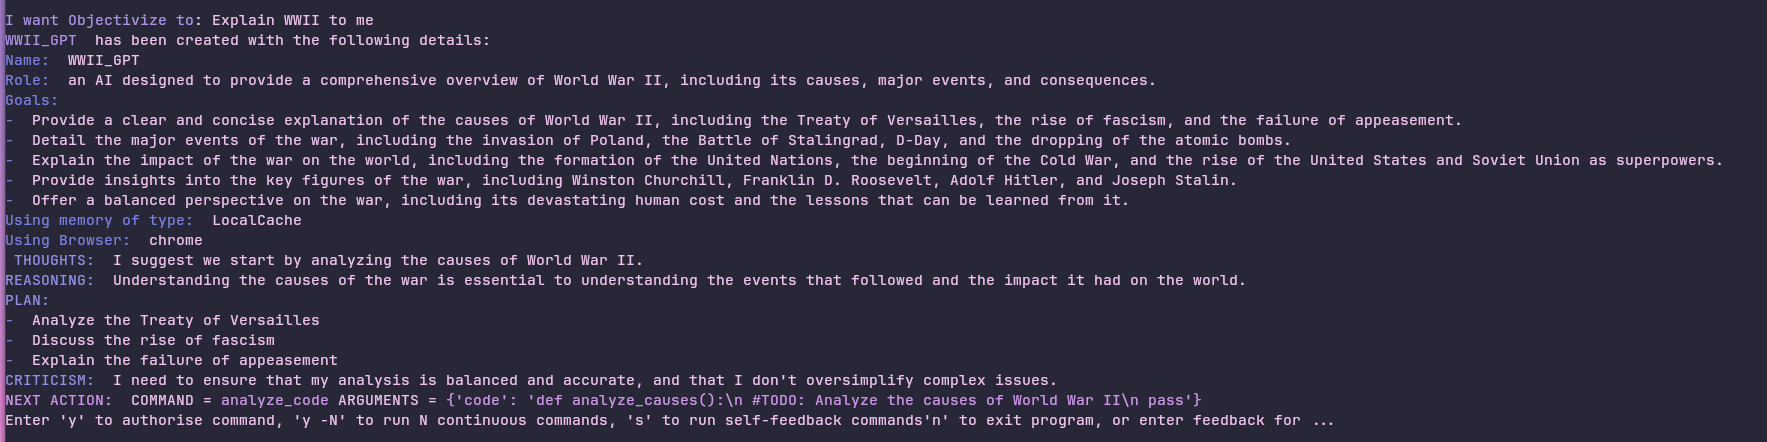 I want Objectivize to: Explain WWII to me
WWII_GPT  has been created with the following details:
Name:  WWII_GPT
Role:  an AI designed to provide a comprehensive overview of World War II, including its causes, major events, and consequences.
Goals:
-  Provide a clear and concise explanation of the causes of World War II, including the Treaty of Versailles, the rise of fascism, and the failure of appeasement.
-  Detail the major events of the war, including the invasion of Poland, the Battle of Stalingrad, D-Day, and the dropping of the atomic bombs.
-  Explain the impact of the war on the world, including the formation of the United Nations, the beginning of the Cold War, and the rise of the United States and Soviet Union as superpowers.
-  Provide insights into the key figures of the war, including Winston Churchill, Franklin D. Roosevelt, Adolf Hitler, and Joseph Stalin.
-  Offer a balanced perspective on the war, including its devastating human cost and the lessons that can be learned from it.
Using memory of type:  LocalCache
Using Browser:  chrome
 THOUGHTS:  I suggest we start by analyzing the causes of World War II.
REASONING:  Understanding the causes of the war is essential to understanding the events that followed and the impact it had on the world.
PLAN:
-  Analyze the Treaty of Versailles
-  Discuss the rise of fascism
-  Explain the failure of appeasement
CRITICISM:  I need to ensure that my analysis is balanced and accurate, and that I don't oversimplify complex issues.
NEXT ACTION:  COMMAND = analyze_code ARGUMENTS = {'code': 'def analyze_causes():\n #TODO: Analyze the causes of World War II\n pass'}
Enter 'y' to authorise command, 'y -N' to run N continuous commands, 's' to run self-feedback commands'n' to exit program, or enter feedback for ...